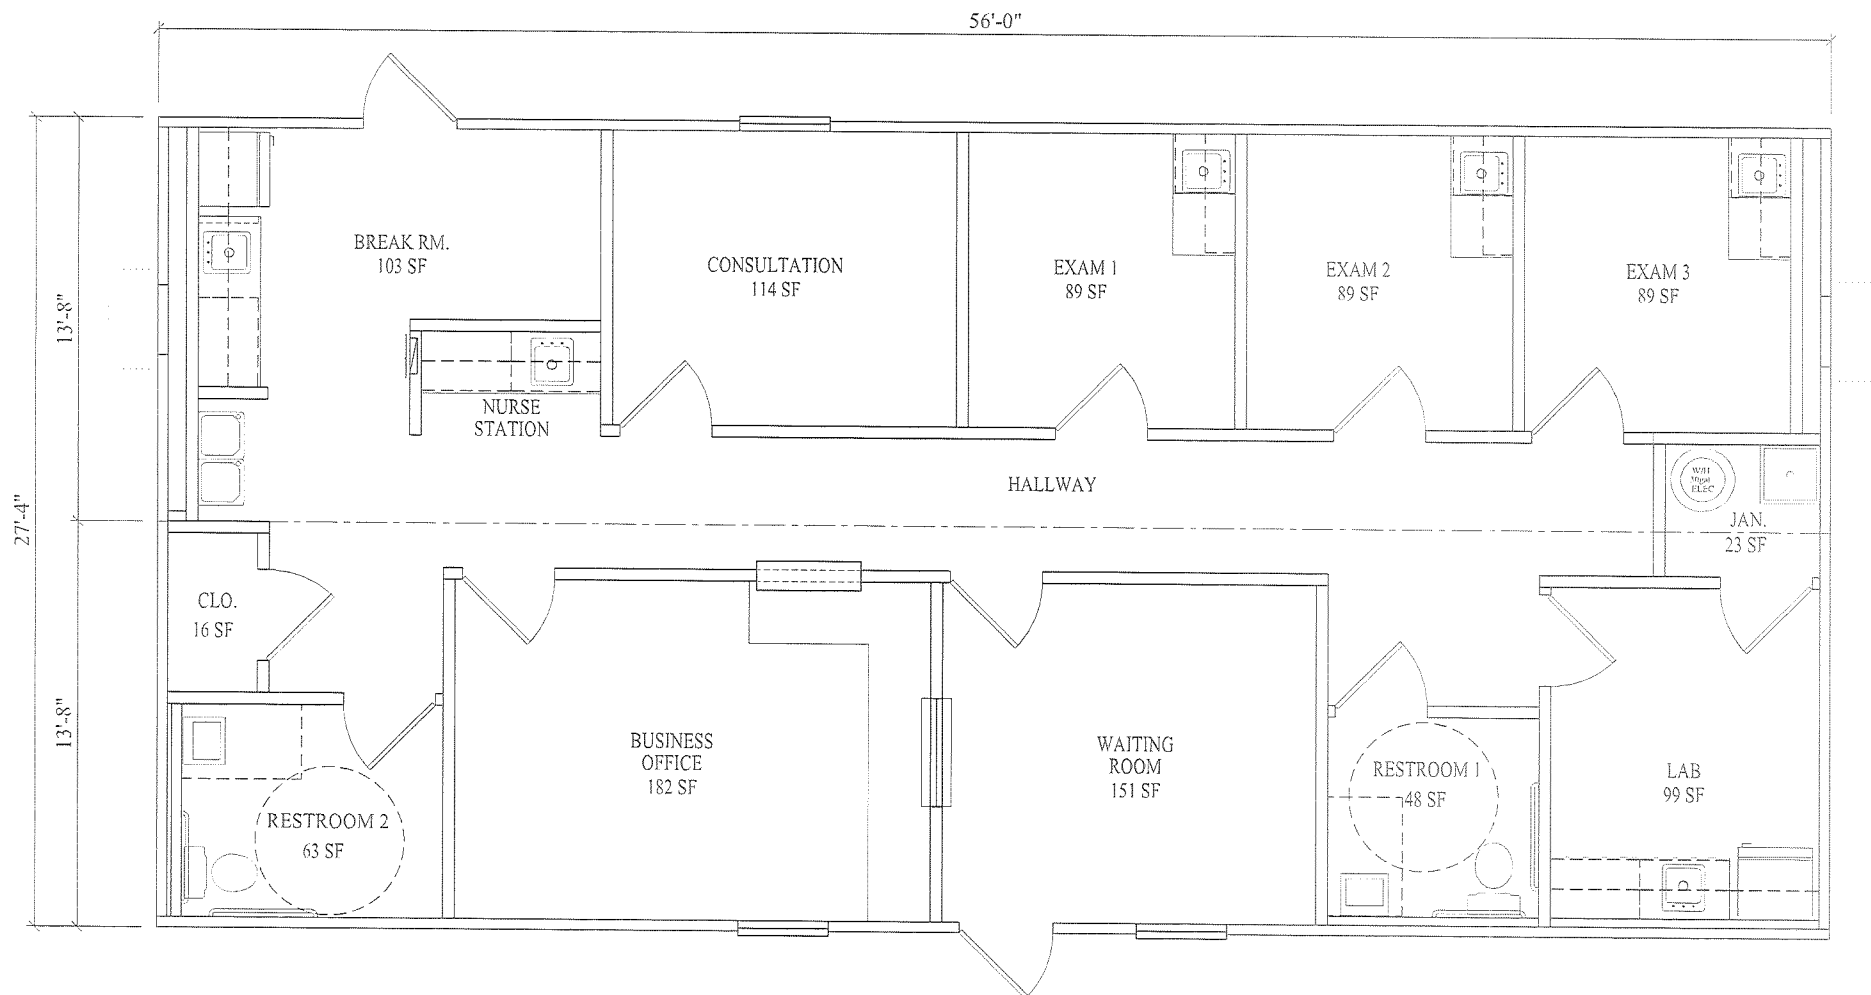 56'-0"
BREAK RM.
103 SF
CONSULTATION
114 SF
EXAM 1
89 SF
EXAM 2
89 SF
EXAM 3
89 SF
13'-8"
NURSE
STATION
HALLWAY
W/H
30gal
ELEC
JAN.
23 SF
27'-4"
CLO.
16 SF
13'-8"
BUSINESS
OFFICE
182 SF
WAITING
ROOM
151 SF
RESTROOM 1
48 SF
LAB
99 SF
RESTROOM 2
63 SF